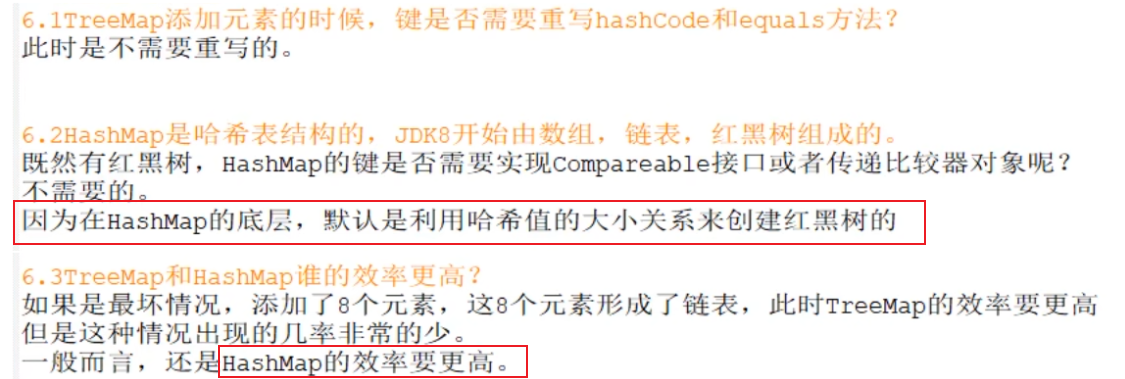 6.1TreeMap添加元素的时候，键是否需要重写hashCode和equals方法？
此时是不需要重写的。
6.2HashMap是哈希表结构的，JDK8开始由数组，链表，红黑树组成的。
既然有红黑树，HashMap的键是否需要实现Compareable接口或者传递比较器对象呢？
不需要的。
因为在HashMap的底层，默认是利用哈希值的大小关系来创建红黑树的
6.3TreeMap和HashMap谁的效率更高？
如果是最坏情况，添加了8个元素，这8个元素形成了链表，此时TreeMap的效率要更高
但是这种情况出现的几率非常的少。
一般而言，还是HashMap的效率要更高。